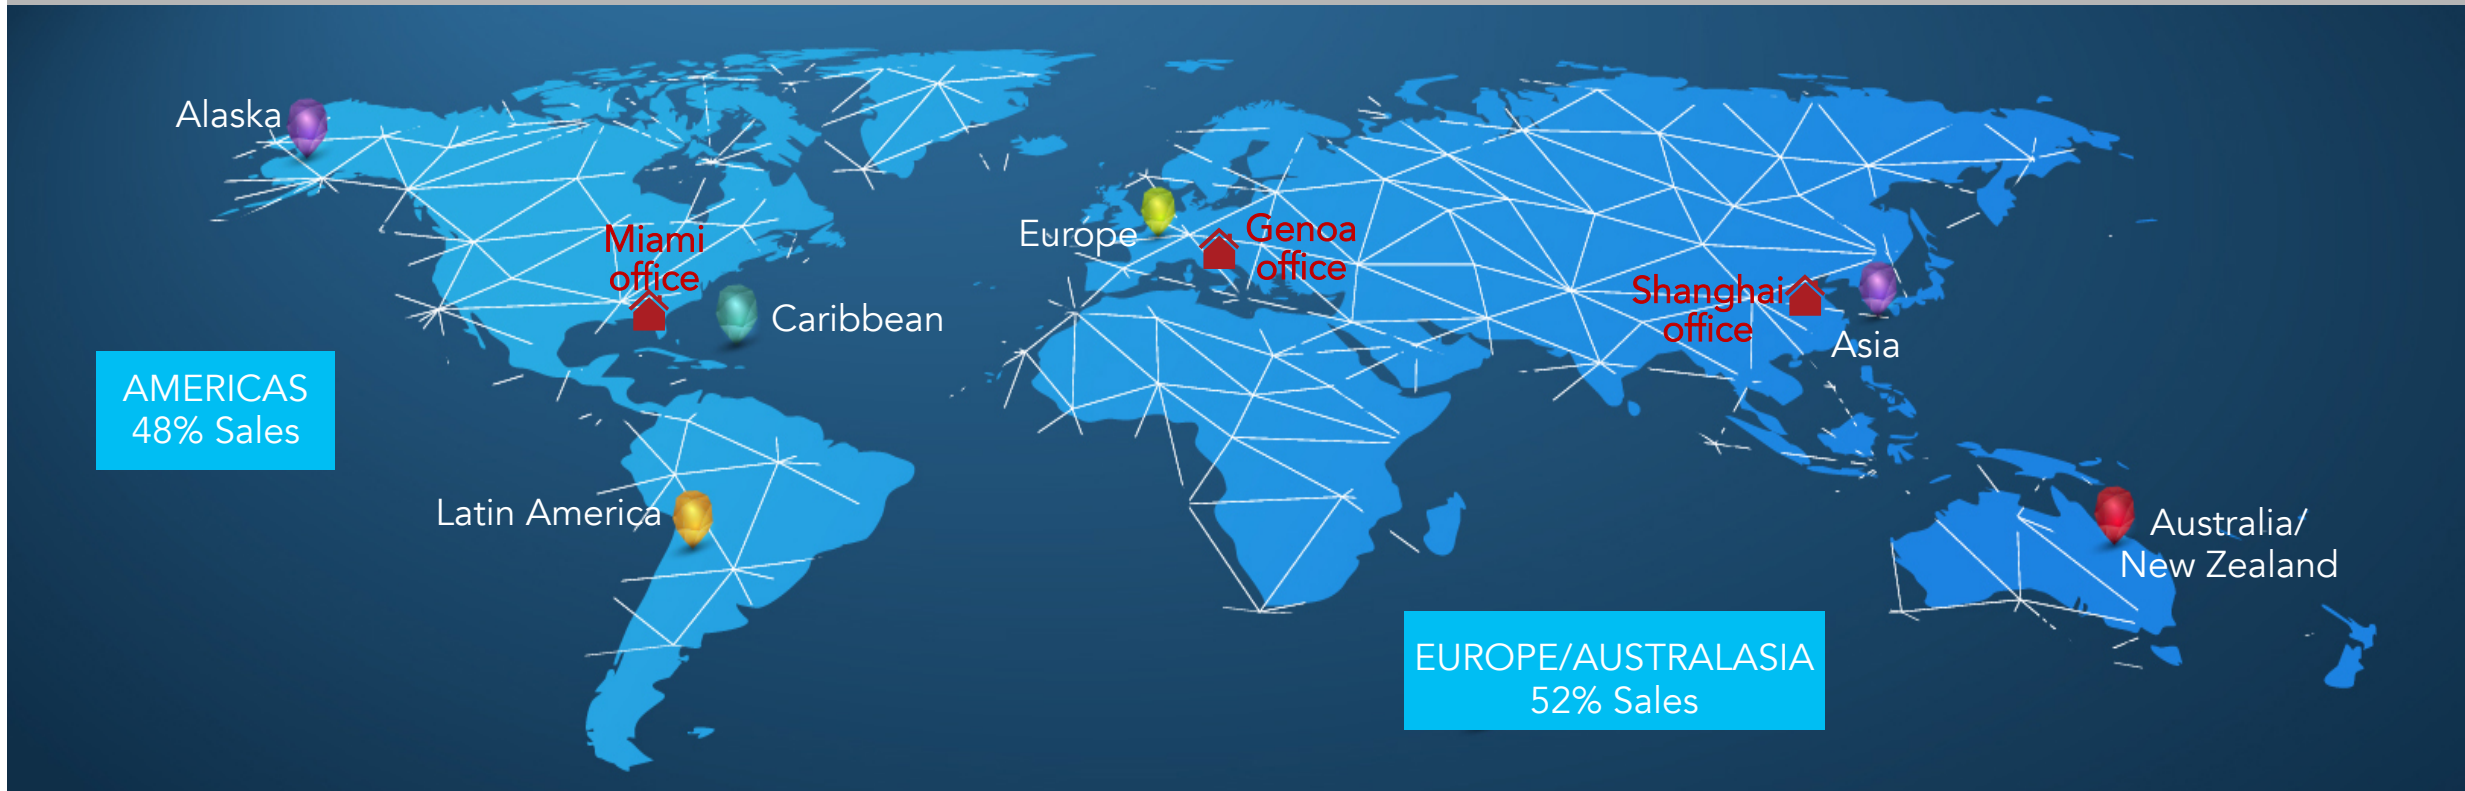 Alaska
Europe
Genoa
office
Miami
office
Caribbean
Shanghai
office
Asia
AMERICAS
48% Sales
Latin America
Australia/
New Zealand
EUROPE/AUSTRALASIA
52% Sales